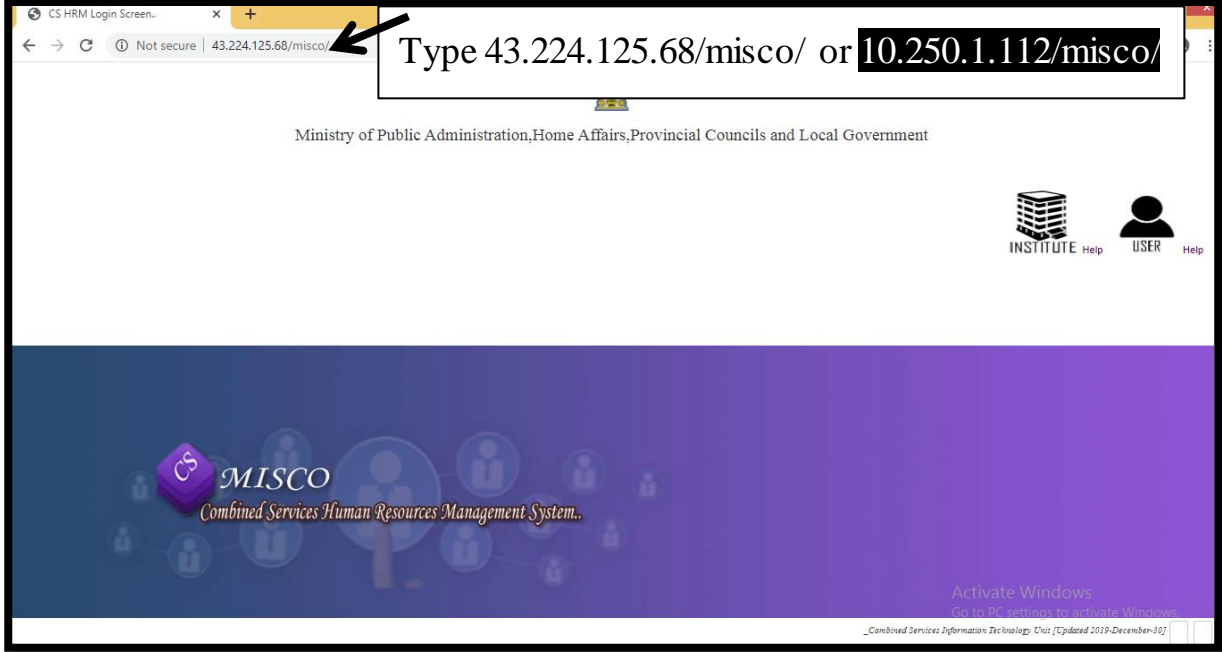 CS HRM Login Screen..
Not secure 43.224.125.68/misco/
Type 43.224.125.68/misco/ or 10.250.1.112/misco/
Ministry of Public Administration,Home Affairs,Provincial Councils and Local Government
INSTITUTE Help USER Help
CS
MISCO
Combined Services Human Resources Management System..
Activate Windows
Go to PC settings to activate Windows.
_Combined Services Information Technology Unit [Updated 2019-December-30]